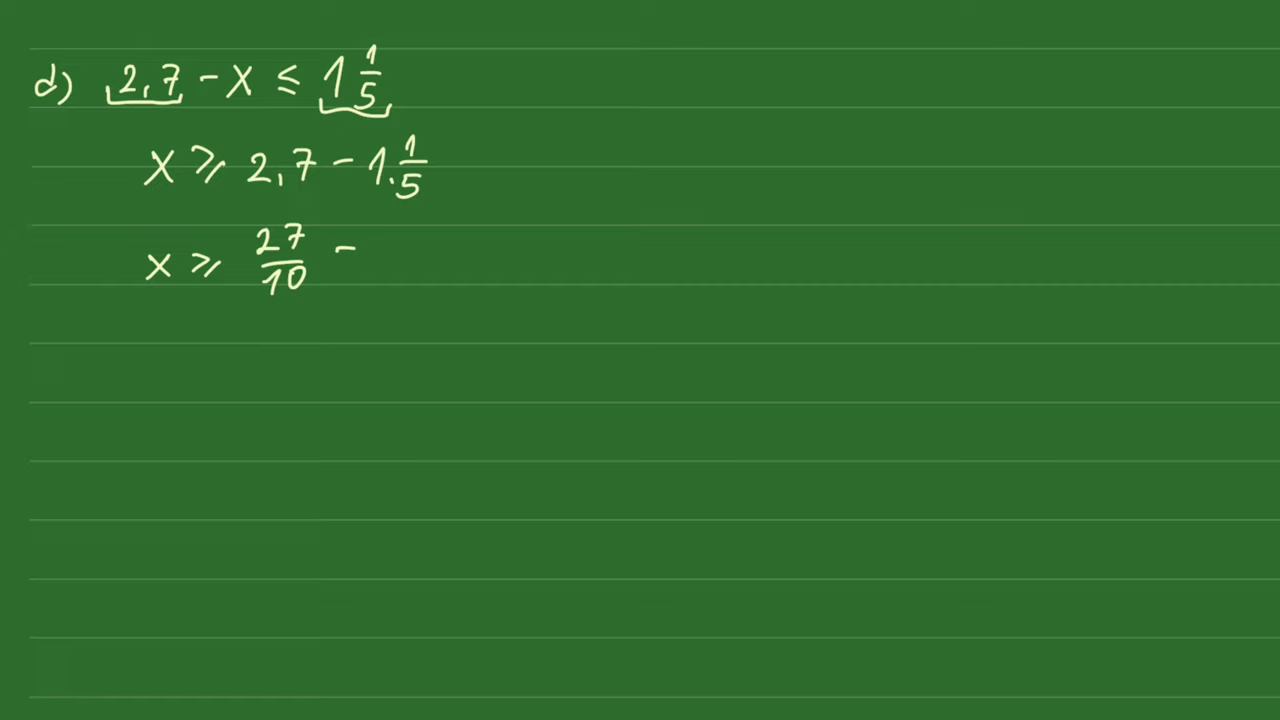 d) 2,7 - x ≤ 1 1/5
x ≥ 2,7 - 1 1/5
x ≥ 27/10 -